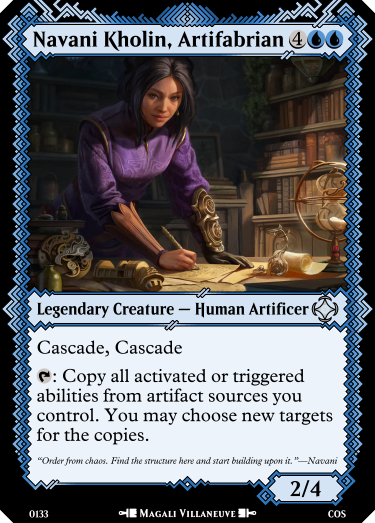 Navani Kholin, Artifabrian 4
Legendary Creature — Human Artificer
Cascade, Cascade
: Copy all activated or triggered
abilities from artifact sources you
control. You may choose new targets
for the copies.
“Order from chaos. Find the structure here and start building upon it.”—Navani
2/4
0133 Magali Villaneuve COS